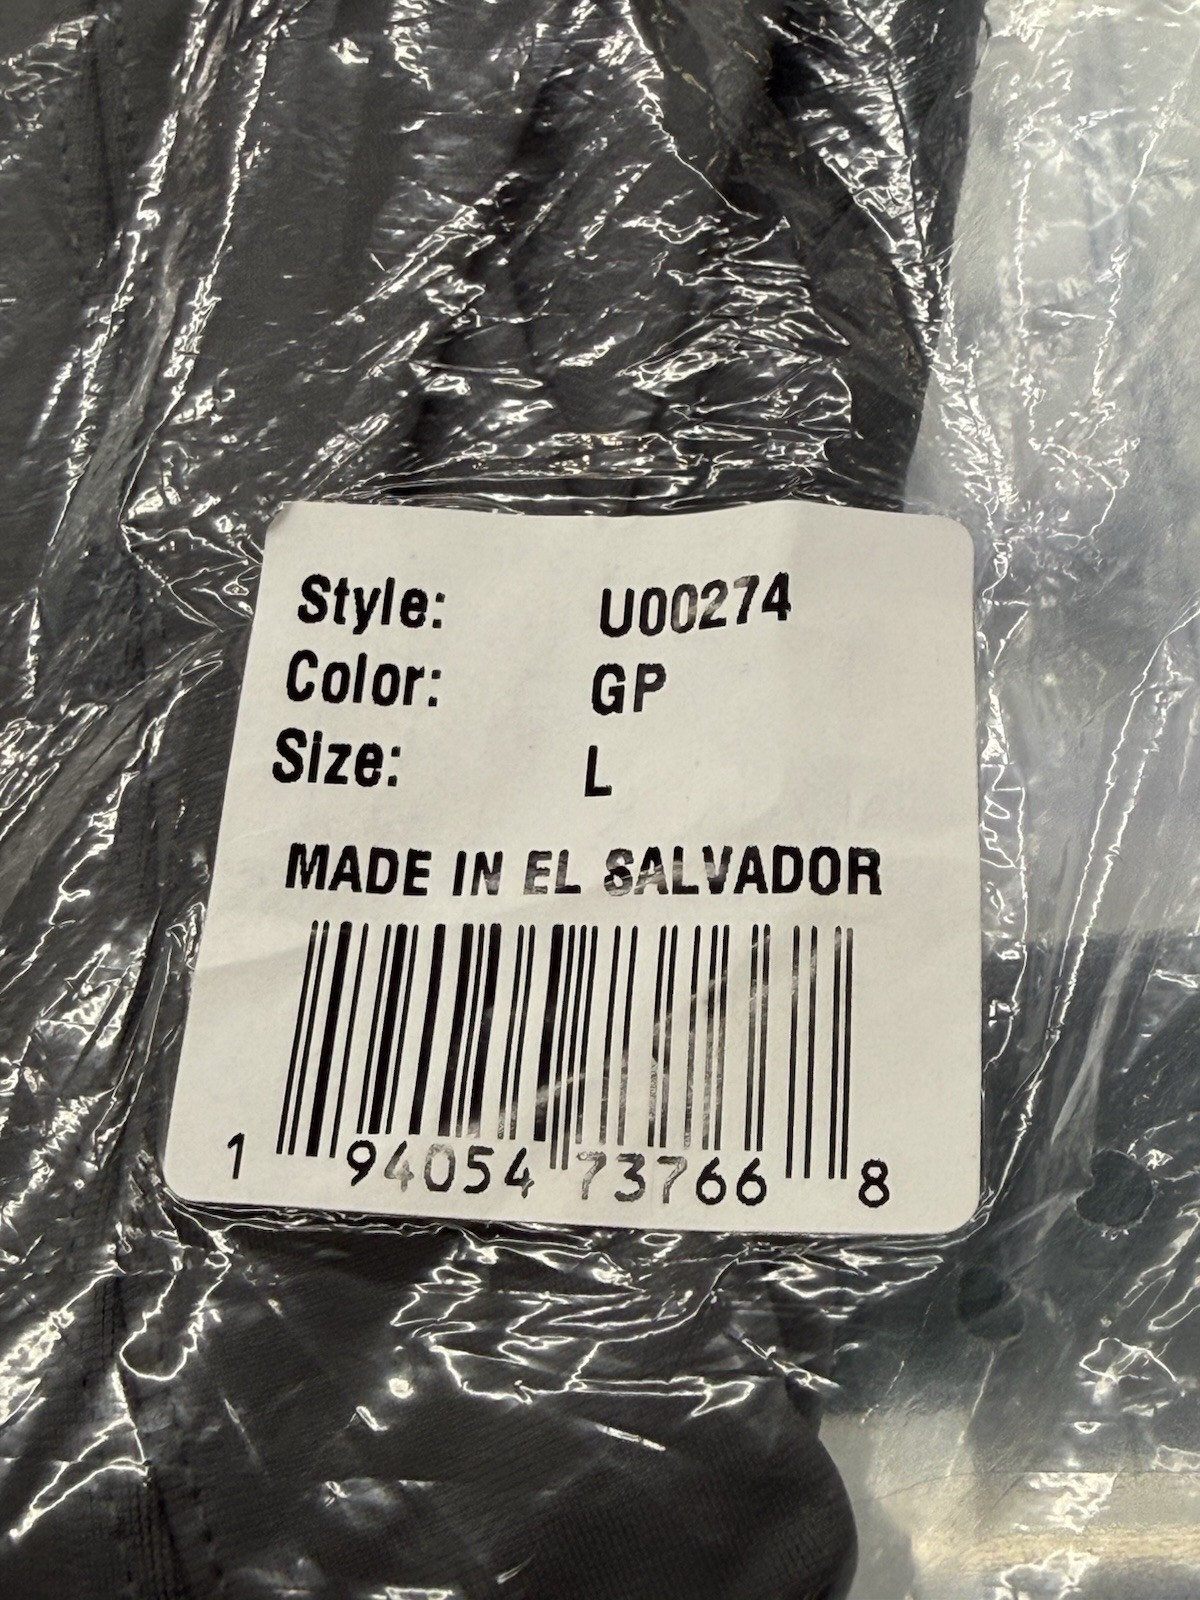 Style: U00274
Color: GP
Size: L
MADE IN EL SALVADOR
1 94054 73766 8